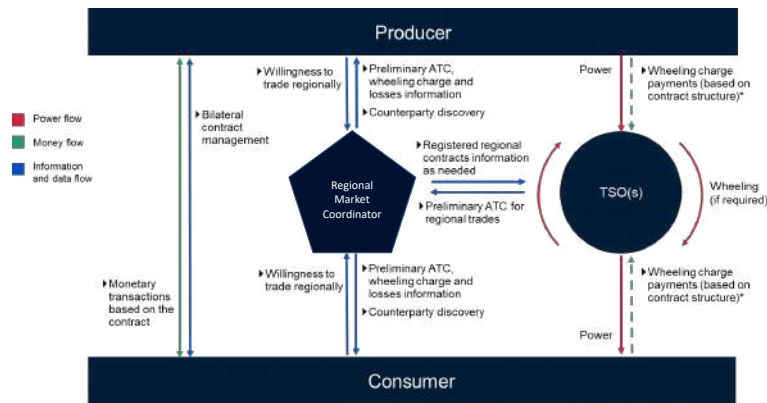 Producer
Willingness to
trade regionally
Preliminary ATC,
wheeling charge and
losses information
Counterparty discovery
Power
Wheeling charge
payments (based on
contract structure)*
Power flow
Money flow
Information
and data flow
Bilateral
contract
management
Registered regional
contracts information
as needed
Regional
Market
Coordinator
TSO(s)
Wheeling
(if required)
Preliminary ATC for
regional trades
Monetary
transactions
based on the
contract
Willingness to
trade regionally
Preliminary ATC,
wheeling charge and
losses information
Counterparty discovery
Wheeling charge
payments (based on
contract structure)*
Power
Consumer